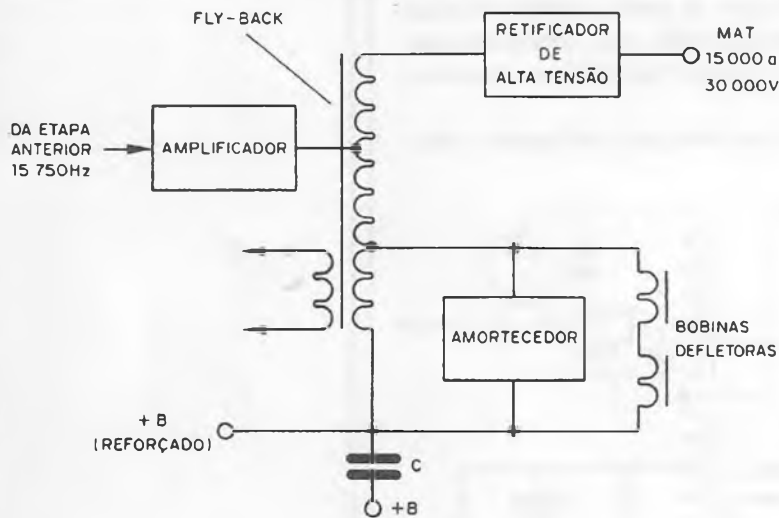 FLY-BACK
RETIFICADOR
DE
ALTA TENSÃO
MAT
15 000 a
30 000V
DA ETAPA
ANTERIOR
15 750Hz
AMPLIFICADOR
AMORTECEDOR
BOBINAS
DEFLETORAS
+ B
(REFORÇADO)
C
+B